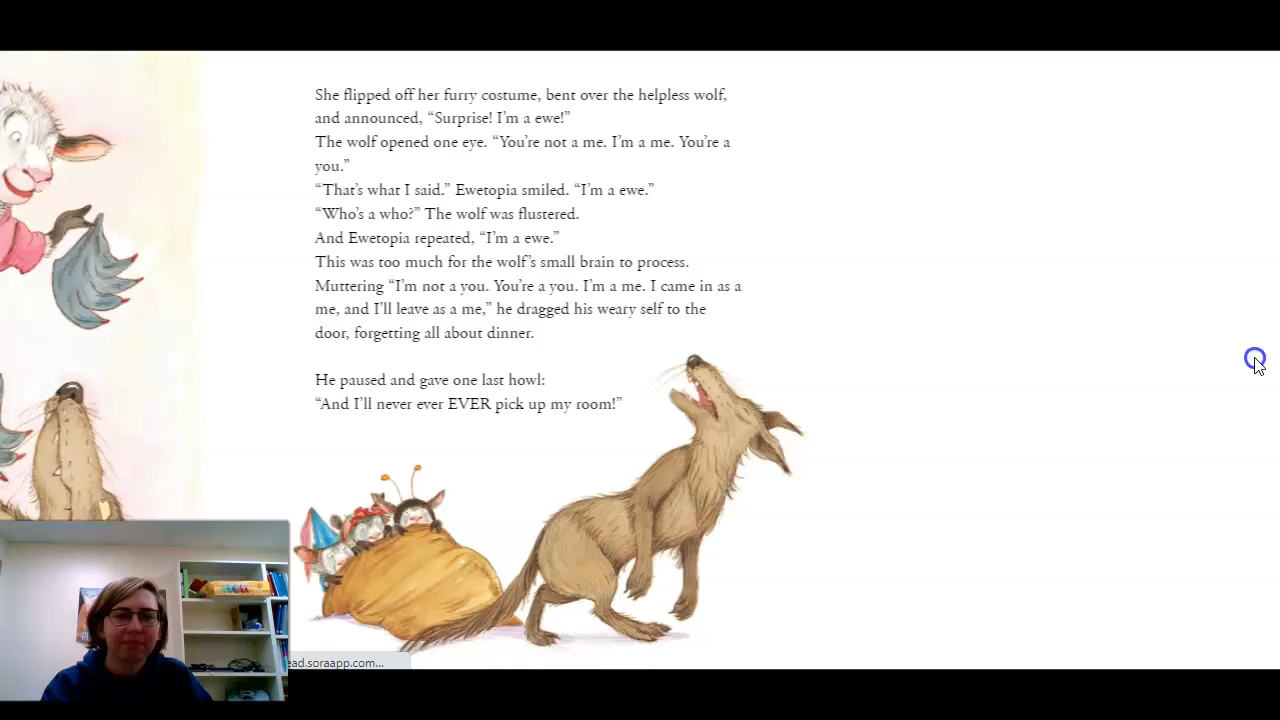 She flipped off her furry costume, bent over the helpless wolf,
and announced, “Surprise! I’m a ewe!”
The wolf opened one eye. “You’re not a me. I’m a me. You’re a
you.”
“That’s what I said.” Ewetopia smiled. “I’m a ewe.”
“Who’s a who?” The wolf was flustered.
And Ewetopia repeated, “I’m a ewe.”
This was too much for the wolf’s small brain to process.
Muttering “I’m not a you. You’re a you. I’m a me. I came in as a
me, and I’ll leave as a me,” he dragged his weary self to the
door, forgetting all about dinner.
He paused and gave one last howl:
“And I’ll never ever EVER pick up my room!”
ead.soraapp.com...